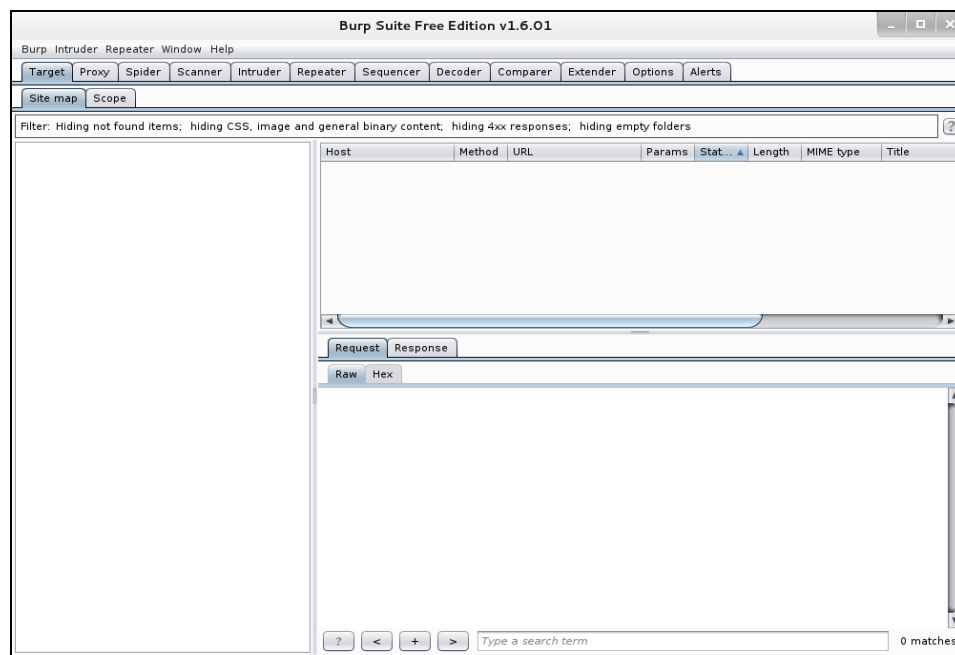 Burp Suite Free Edition v1.6.01
Burp Intruder Repeater Window Help
Target Proxy Spider Scanner Intruder Repeater Sequencer Decoder Comparer Extender Options Alerts
Site map Scope
Filter: Hiding not found items; hiding CSS, image and general binary content; hiding 4xx responses; hiding empty folders ?
Host Method URL Params Stat... Length MIME type Title
Request Response
Raw Hex
? < + > Type a search term 0 matches